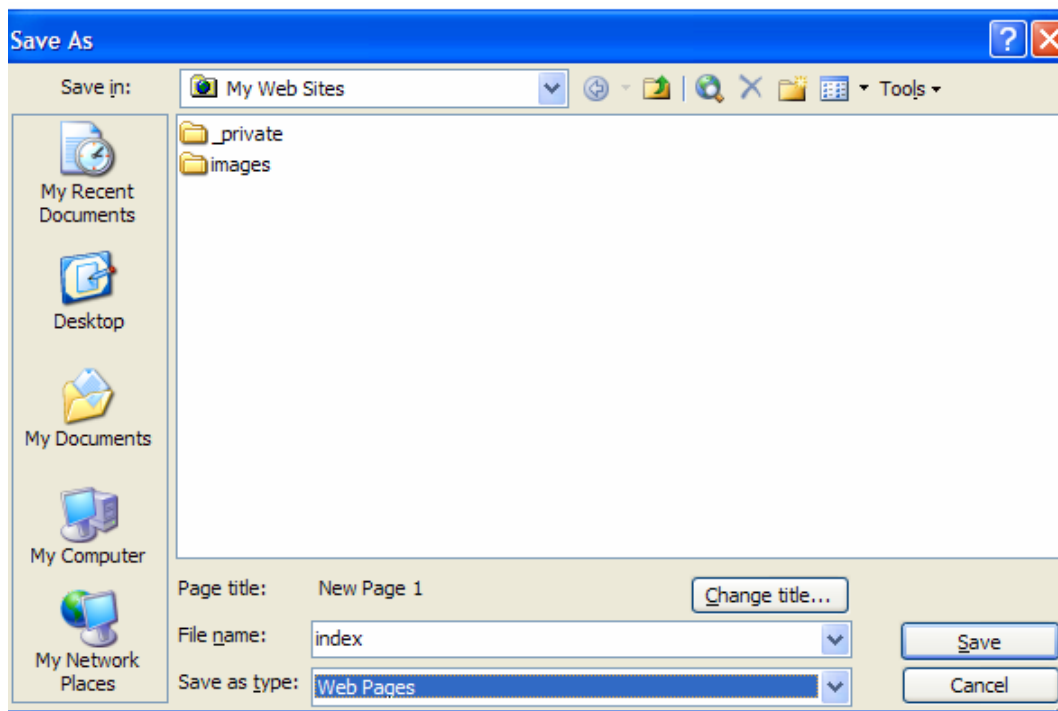 Save As
Save in:
My Web Sites
Tools
_private
images
My Recent
Documents
Desktop
My Documents
My Computer
My Network
Places
Page title:
New Page 1
Change title...
File name:
index
Save
Save as type:
Web Pages
Cancel